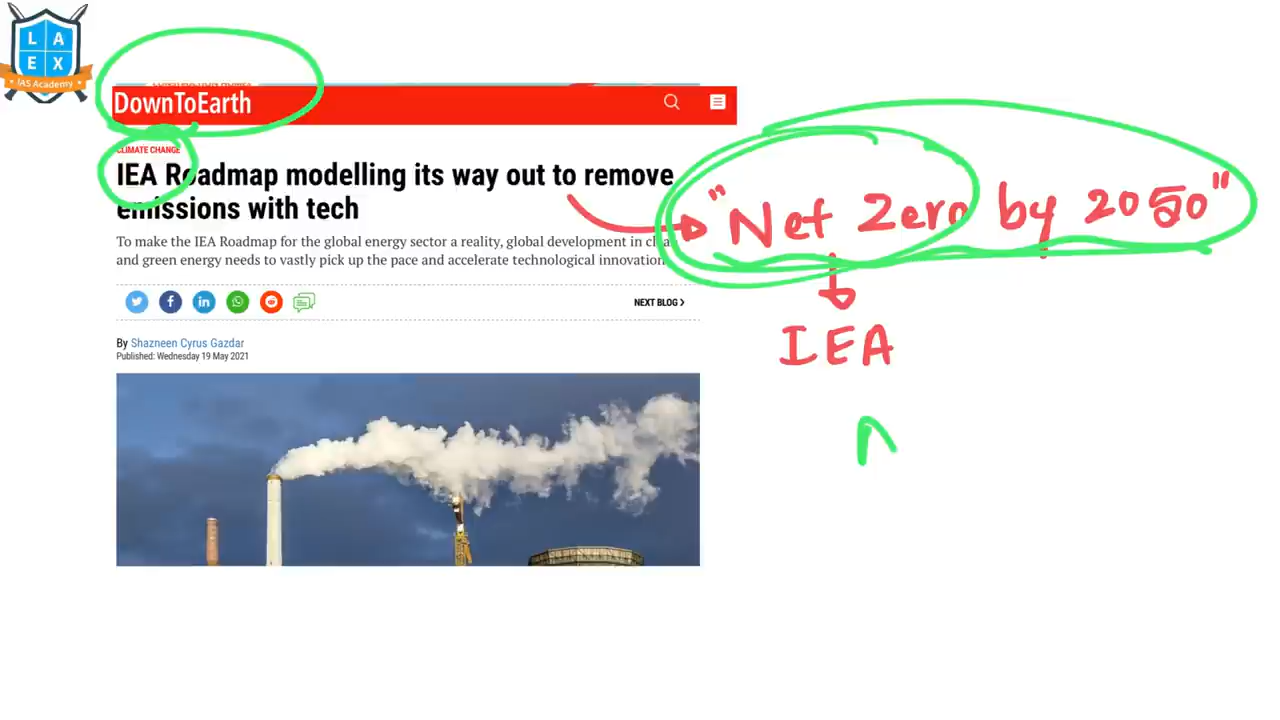 L A
E X
IAS Academy
DownToEarth
CLIMATE CHANGE
IEA Roadmap modelling its way out to remove
emissions with tech
To make the IEA Roadmap for the global energy sector a reality, global development in
and green energy needs to vastly pick up the pace and accelerate technological innovation
NEXT BLOG
By Shazneen Cyrus Gazdar
Published: Wednesday 19 May 2021
"Net Zero by 2050"
IEA